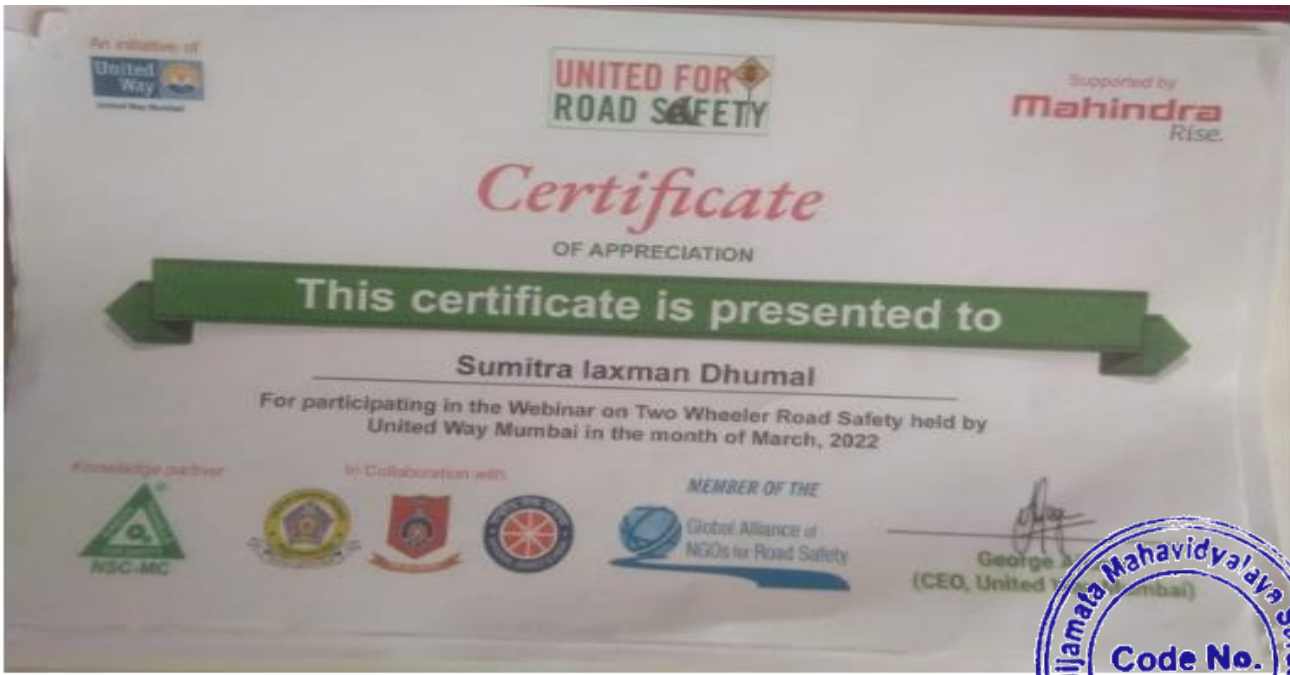 An initiative of
United
Way
United Way Mumbai
UNITED FOR
ROAD SAFETY
Supported by
Mahindra
Rise.
Certificate
OF APPRECIATION
This certificate is presented to
Sumitra laxman Dhumal
For participating in the Webinar on Two Wheeler Road Safety held by
United Way Mumbai in the month of March, 2022
Knowledge partner
NSC-MC
In Collaboration with
MEMBER OF THE
Global Alliance of
NGOs for Road Safety
George
(CEO, United mbai)
Mahavidyalaya
Code No.